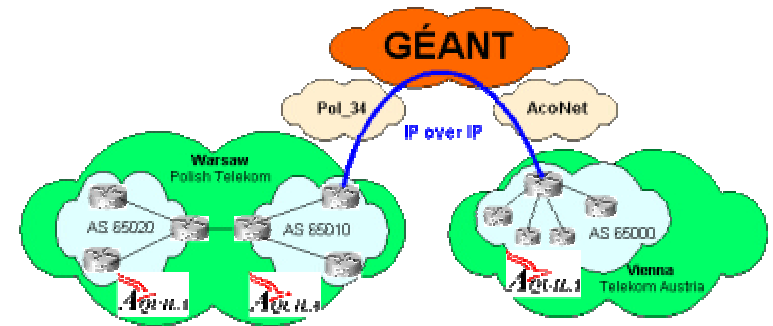 GÉANT
Pol_34
AcoNet
IP over IP
Warsaw
Polish Telekom
AS 65020
AS 65010
AS 65000
Vienna
Telekom Austria